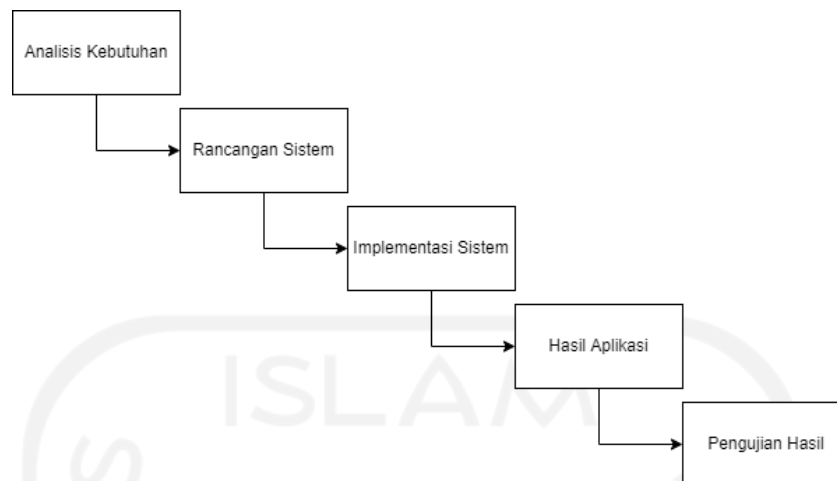 Analisis Kebutuhan
Rancangan Sistem
Implementasi Sistem
Hasil Aplikasi
ISLAM
Pengujian Hasil
S